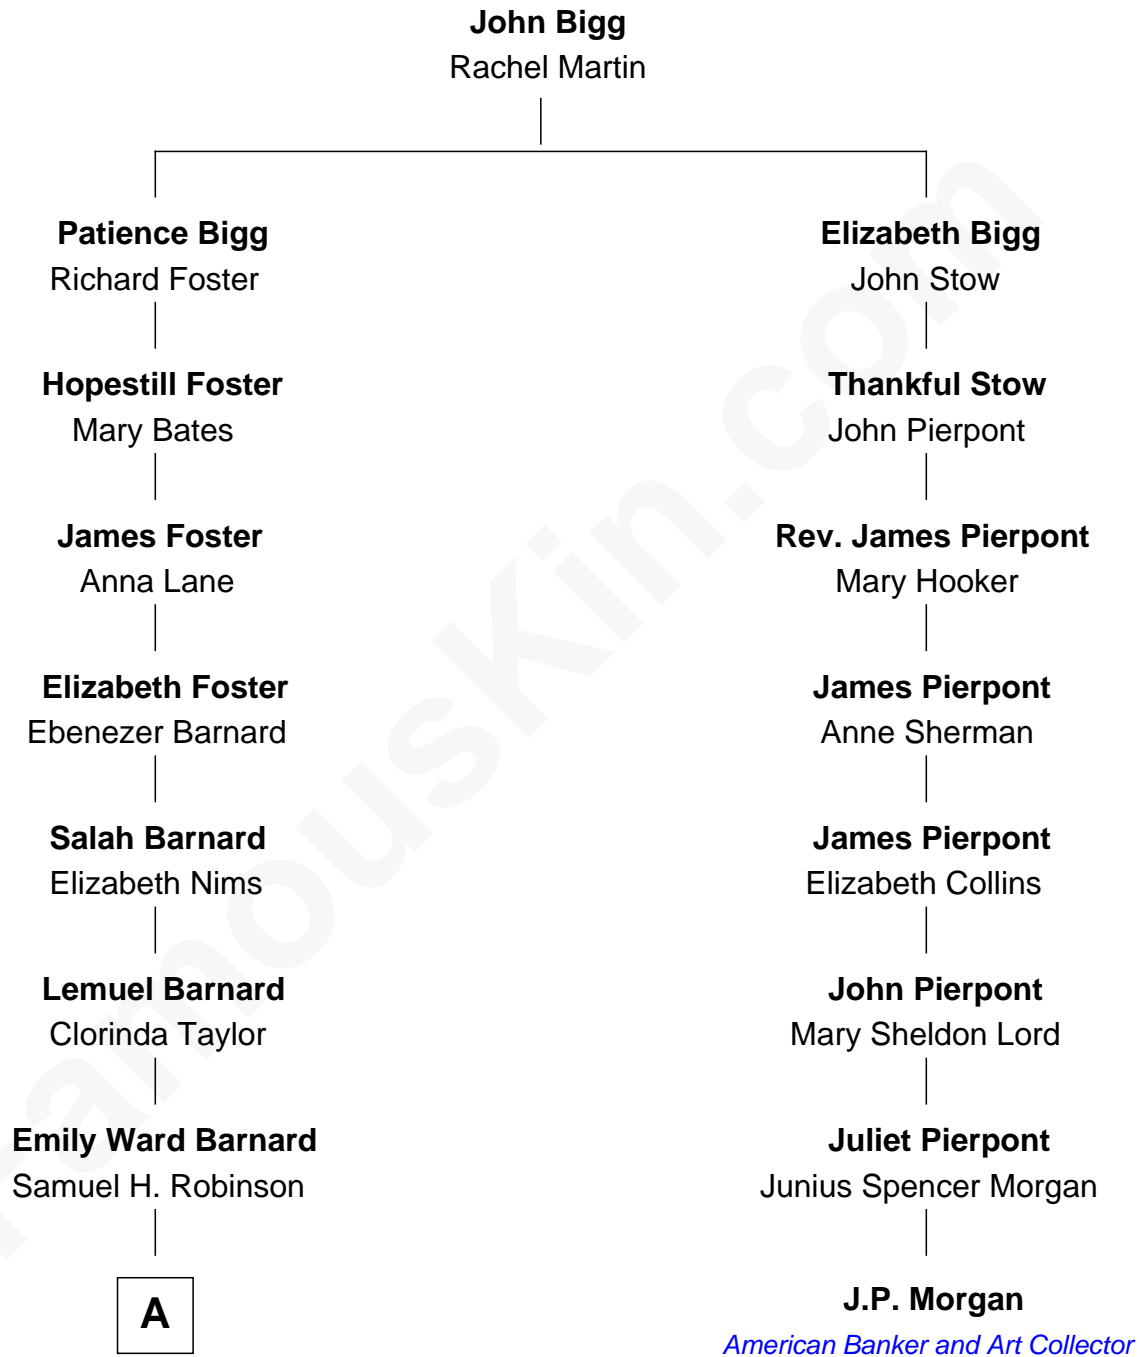 John Bigg
Rachel Martin
Patience Bigg
Richard Foster
Elizabeth Bigg
John Stow
Hopestill Foster
Mary Bates
Thankful Stow
John Pierpont
James Foster
Anna Lane
Rev. James Pierpont
Mary Hooker
Elizabeth Foster
Ebenezer Barnard
James Pierpont
Anne Sherman
Salah Barnard
Elizabeth Nims
James Pierpont
Elizabeth Collins
Lemuel Barnard
Clorinda Taylor
John Pierpont
Mary Sheldon Lord
Emily Ward Barnard
Samuel H. Robinson
Juliet Pierpont
Junius Spencer Morgan
A
J.P. Morgan
American Banker and Art Collector
FamousKin.com